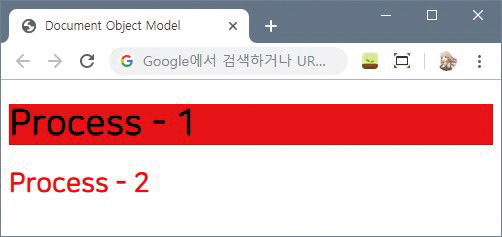 Document Object Model
Google에서 검색하거나 UR...
Process - 1
Process - 2